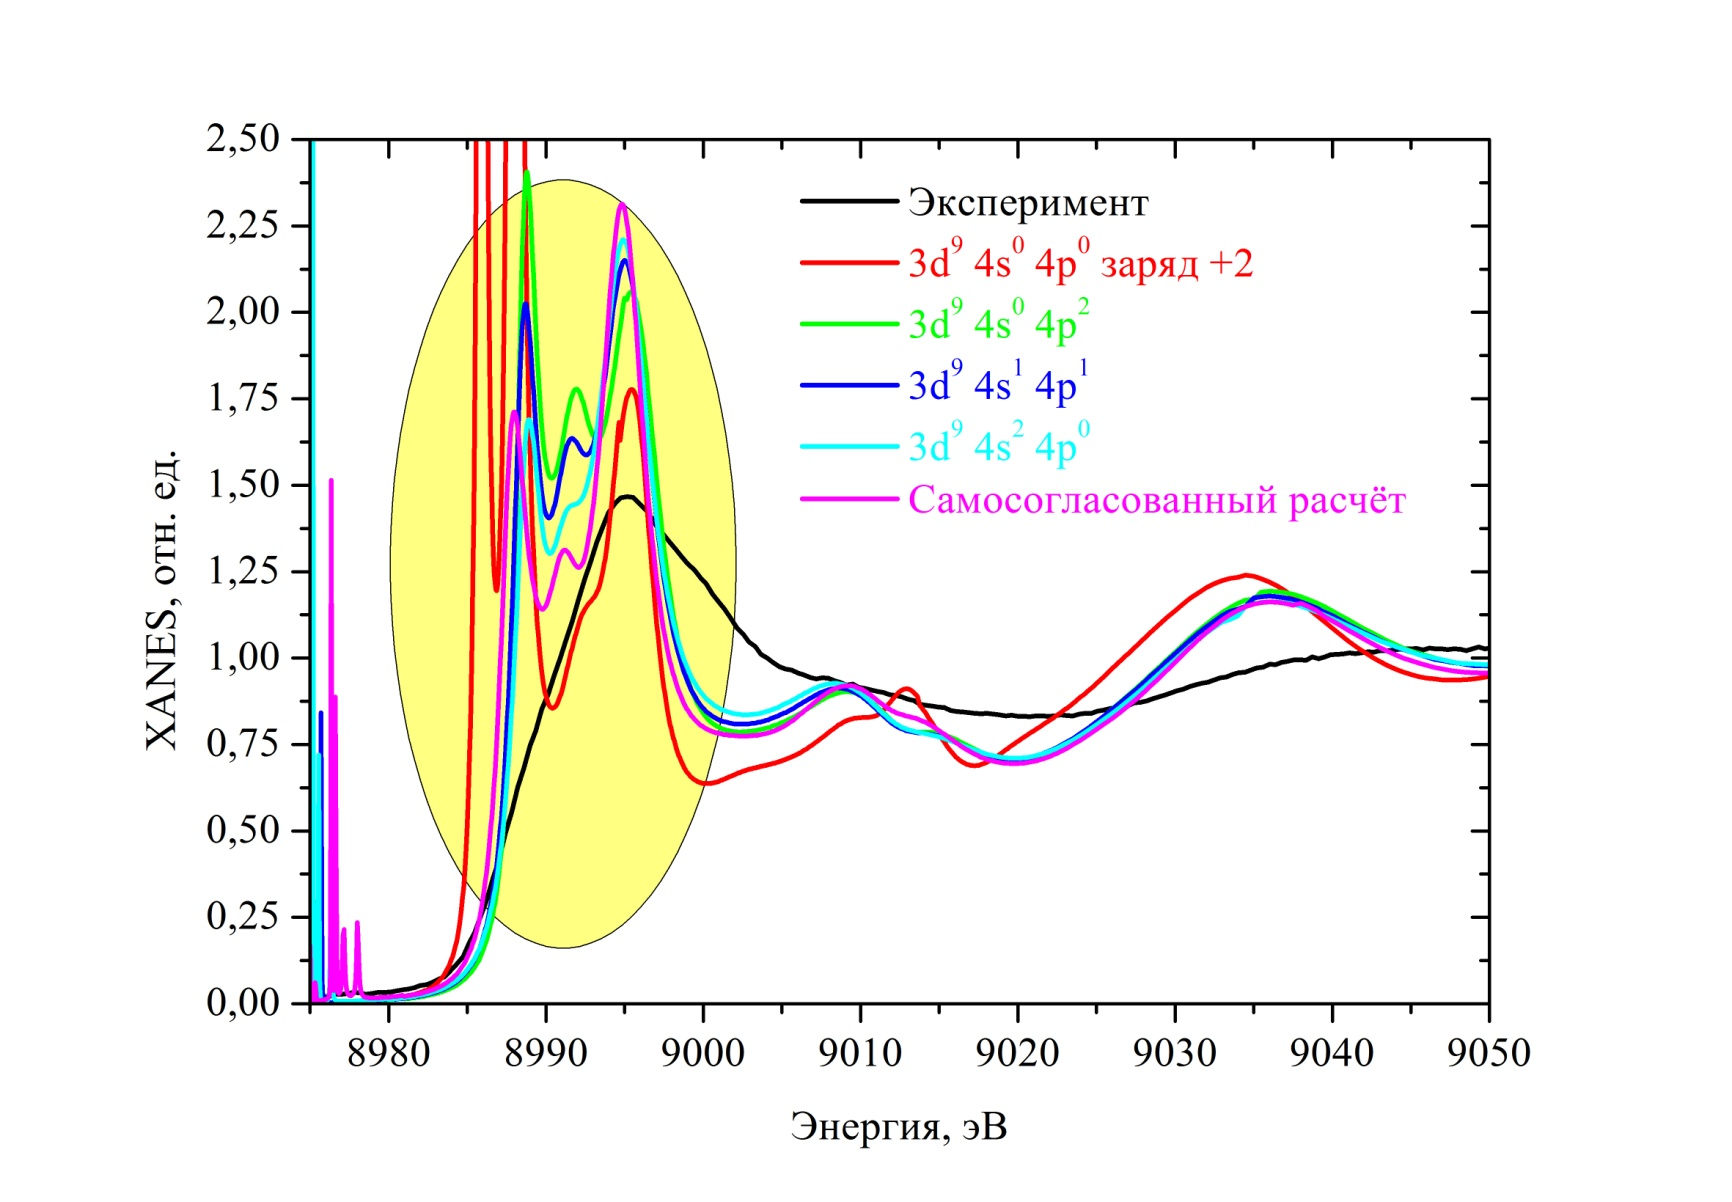 2,50
2,25
2,00
1,75
1,50
1,25
1,00
0,75
0,50
0,25
0,00
XANES, отн. ед.
Эксперимент
3d⁹ 4s⁰ 4p⁰ заряд +2
3d⁹ 4s⁰ 4p²
3d⁹ 4s¹ 4p¹
3d⁹ 4s² 4p⁰
Самосогласованный расчёт
8980 8990 9000 9010 9020 9030 9040 9050
Энергия, эВ